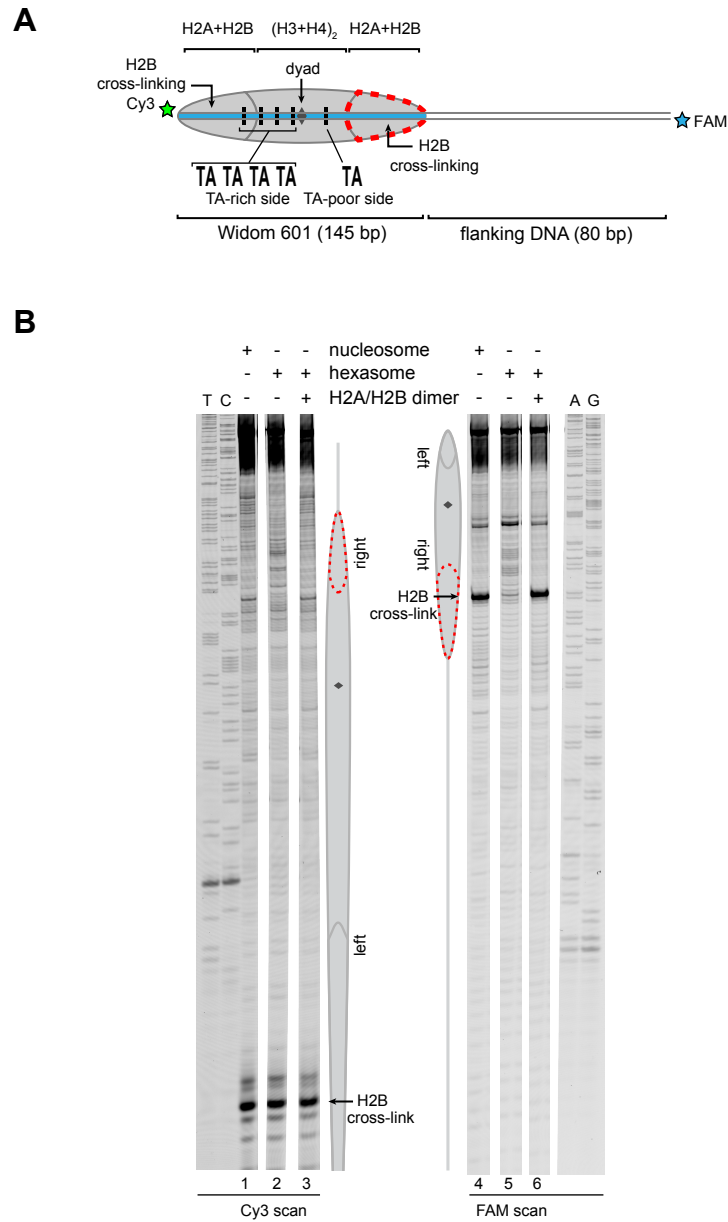 A
H2A+H2B (H3+H4)2 H2A+H2B
H2B
cross-linking
dyad
Cy3
FAM
H2B
cross-linking
TA TA TA TA TA
TA-rich side TA-poor side
Widom 601 (145 bp) flanking DNA (80 bp)
B
+ - - nucleosome + - -
- + + hexasome - + +
T C - - + H2A/H2B dimer - - + A G
left
right
right
H2B
cross-link
left
H2B
cross-link
1 2 3 4 5 6
Cy3 scan FAM scan